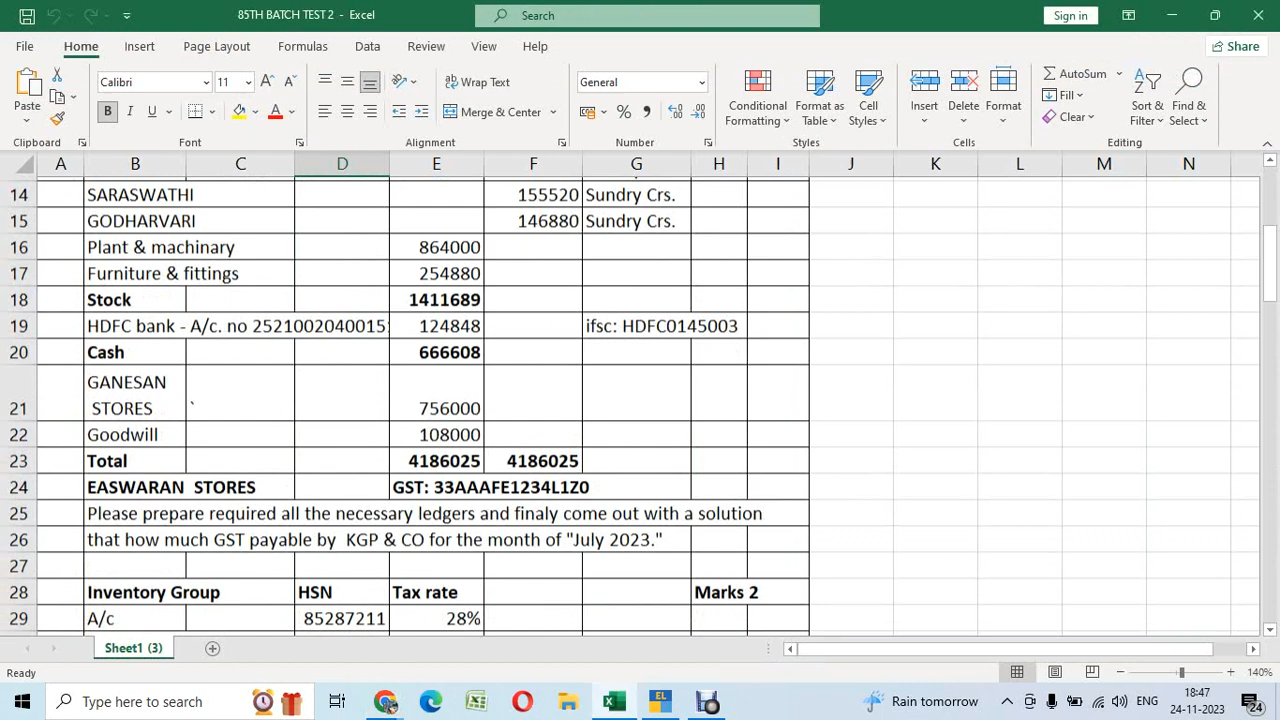 85TH BATCH TEST 2 - Excel
Search
Sign in
File Home Insert Page Layout Formulas Data Review View Help
Share
Paste
Clipboard
Calibri 11
B I U
Font
Wrap Text
Merge & Center
Alignment
General
Number
Conditional Formatting
Format as Table
Cell Styles
Styles
Insert
Delete
Format
Cells
AutoSum
Fill
Clear
Sort & Filter
Find & Select
Editing
A B C D E F G H I J K L M N
14 SARASWATHI 155520 Sundry Crs.
15 GODHARVARI 146880 Sundry Crs.
16 Plant & machinary 864000
17 Furniture & fittings 254880
18 Stock 1411689
19 HDFC bank - A/c. no 2521002040015 124848 ifsc: HDFC0145003
20 Cash 666608
GANESAN
21 STORES ` 756000
22 Goodwill 108000
23 Total 4186025 4186025
24 EASWARAN STORES GST: 33AAAFE1234L1Z0
25 Please prepare required all the necessary ledgers and finaly come out with a solution
26 that how much GST payable by KGP & CO for the month of "July 2023."
27
28 Inventory Group HSN Tax rate Marks 2
29 A/c 85287211 28%
Sheet1 (3)
Ready
140%
Type here to search
EL
Rain tomorrow
ENG
18:47
24-11-2023
24